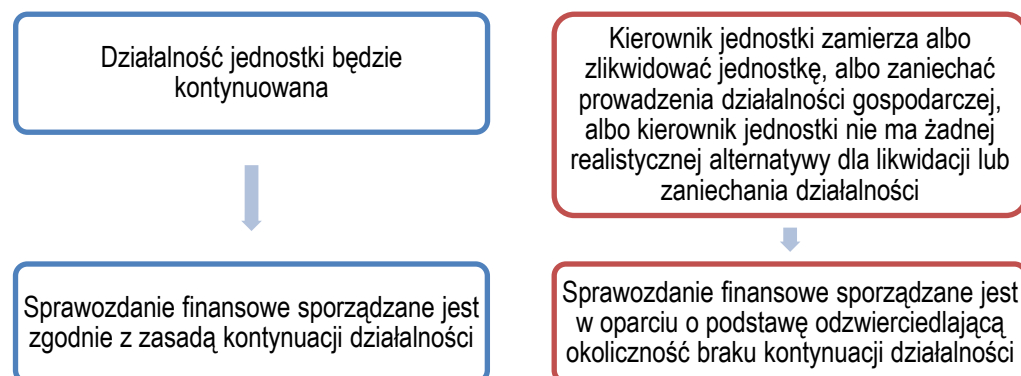 Działalność jednostki będzie
kontynuowana
Sprawozdanie finansowe sporządzane jest
zgodnie z zasadą kontynuacji działalności
Kierownik jednostki zamierza albo
zlikwidować jednostkę, albo zaniechać
prowadzenia działalności gospodarczej,
albo kierownik jednostki nie ma żadnej
realistycznej alternatywy dla likwidacji lub
zaniechania działalności
Sprawozdanie finansowe sporządzane jest
w oparciu o podstawę odzwierciedlającą
okoliczność braku kontynuacji działalności